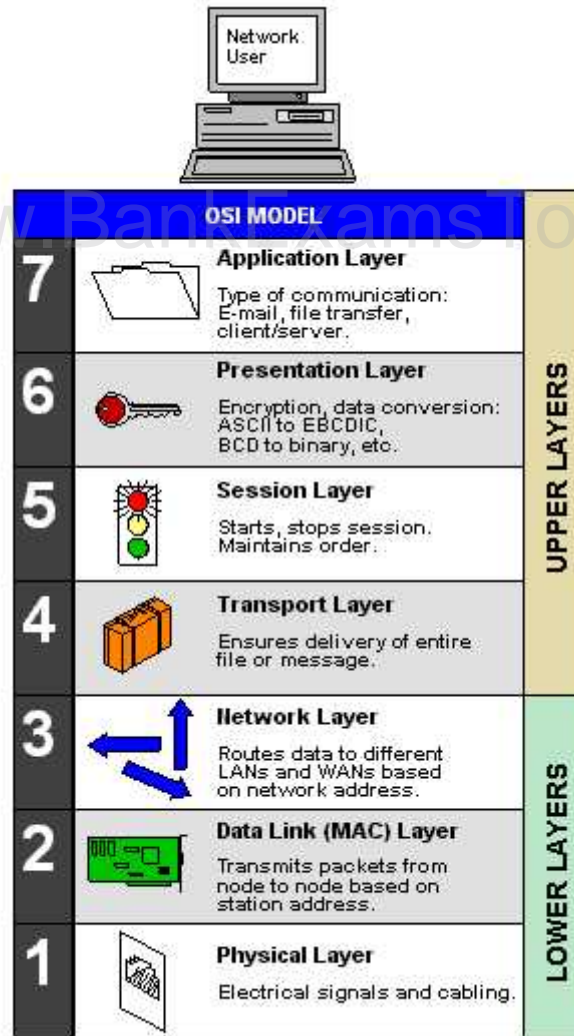 Network
User
w.BankExamsTo
OSI MODEL
7
Application Layer
Type of communication:
E-mail, file transfer,
client/server.
6
Presentation Layer
Encryption, data conversion:
ASCII to EBCDIC,
BCD to binary, etc.
5
Session Layer
Starts, stops session.
Maintains order.
4
Transport Layer
Ensures delivery of entire
file or message.
UPPER LAYERS
3
Network Layer
Routes data to different
LANs and WANs based
on network address.
2
Data Link (MAC) Layer
Transmits packets from
node to node based on
station address.
1
Physical Layer
Electrical signals and cabling.
LOWER LAYERS